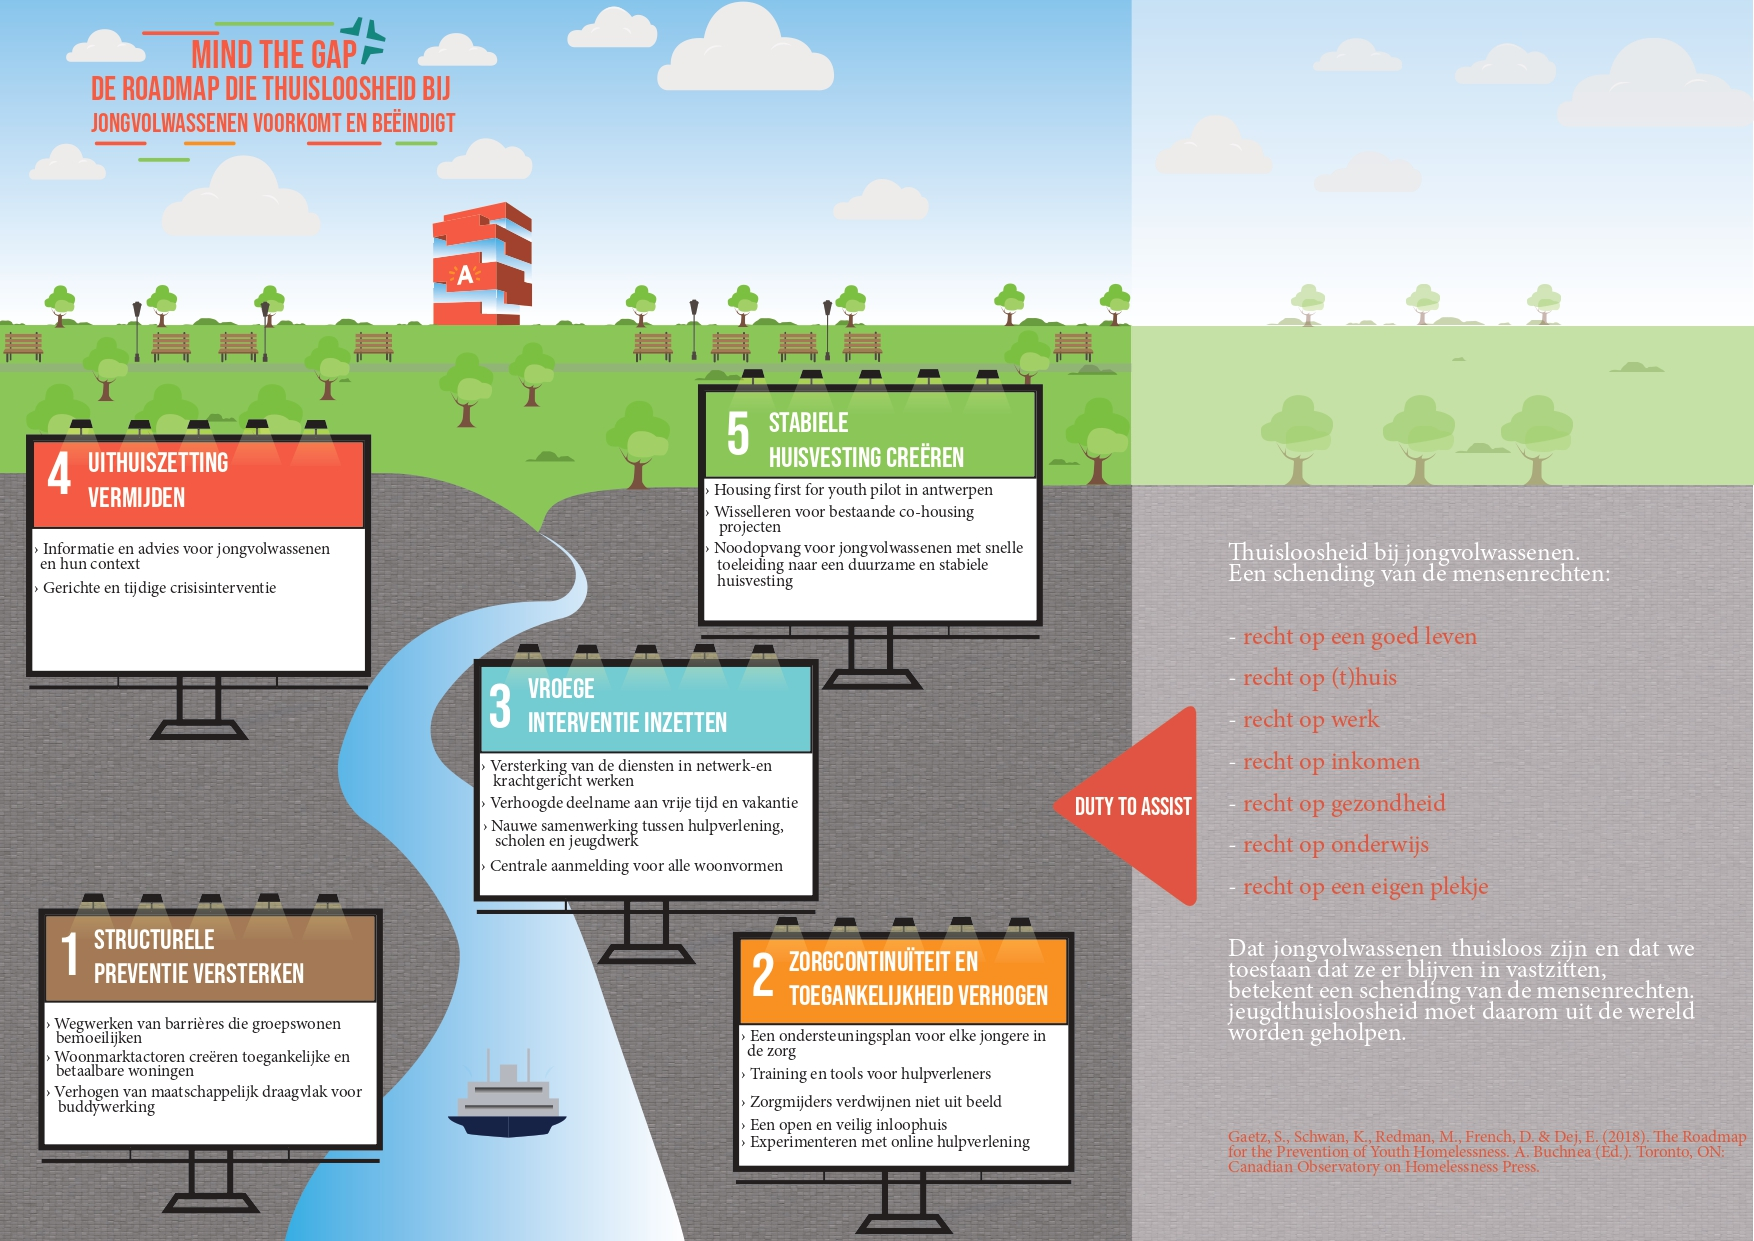 MIND THE GAP
DE ROADMAP DIE THUISLOOSHEID BIJ
JONGVOLWASSENEN VOORKOMT EN BEËINDIGT
A
5 STABIELE
HUISVESTING CREËREN
› Housing first for youth pilot in antwerpen
› Wisselleren voor bestaande co-housing
projecten
› Noodopvang voor jongvolwassenen met snelle
toeleiding naar een duurzame en stabiele
huisvesting
4 UITHUISZETTING
VERMIJDEN
› Informatie en advies voor jongvolwassenen
en hun context
› Gerichte en tijdige crisisinterventie
3 VROEGE
INTERVENTIE INZETTEN
› Versterking van de diensten in netwerk-en
krachtgericht werken
› Verhoogde deelname aan vrije tijd en vakantie
› Nauwe samenwerking tussen hulpverlening,
scholen en jeugdwerk
› Centrale aanmelding voor alle woonvormen
1 STRUCTURELE
PREVENTIE VERSTERKEN
› Wegwerken van barrières die groepswonen
bemoeilijken
› Woonmarktactoren creëren toegankelijke en
betaalbare woningen
› Verhogen van maatschappelijk draagvlak voor
buddywerking
2 ZORGCONTINUÏTEIT EN
TOEGANKELIJKHEID VERHOGEN
› Een ondersteuningsplan voor elke jongere in
de zorg
› Training en tools voor hulpverleners
› Zorgmijders verdwijnen niet uit beeld
› Een open en veilig inloophuis
› Experimenteren met online hulpverlening
DUTY TO ASSIST
Thuisloosheid bij jongvolwassenen.
Een schending van de mensenrechten:
- recht op een goed leven
- recht op (t)huis
- recht op werk
- recht op inkomen
- recht op gezondheid
- recht op onderwijs
- recht op een eigen plekje
Dat jongvolwassenen thuisloos zijn en dat we
toestaan dat ze er blijven in vastzitten,
betekent een schending van de mensenrechten.
jeugdthuisloosheid moet daarom uit de wereld
worden geholpen.
Gaetz, S., Schwan, K., Redman, M., French, D. & Dej, E. (2018). The Roadmap
for the Prevention of Youth Homelessness. A. Buchnea (Ed.). Toronto, ON:
Canadian Observatory on Homelessness Press.